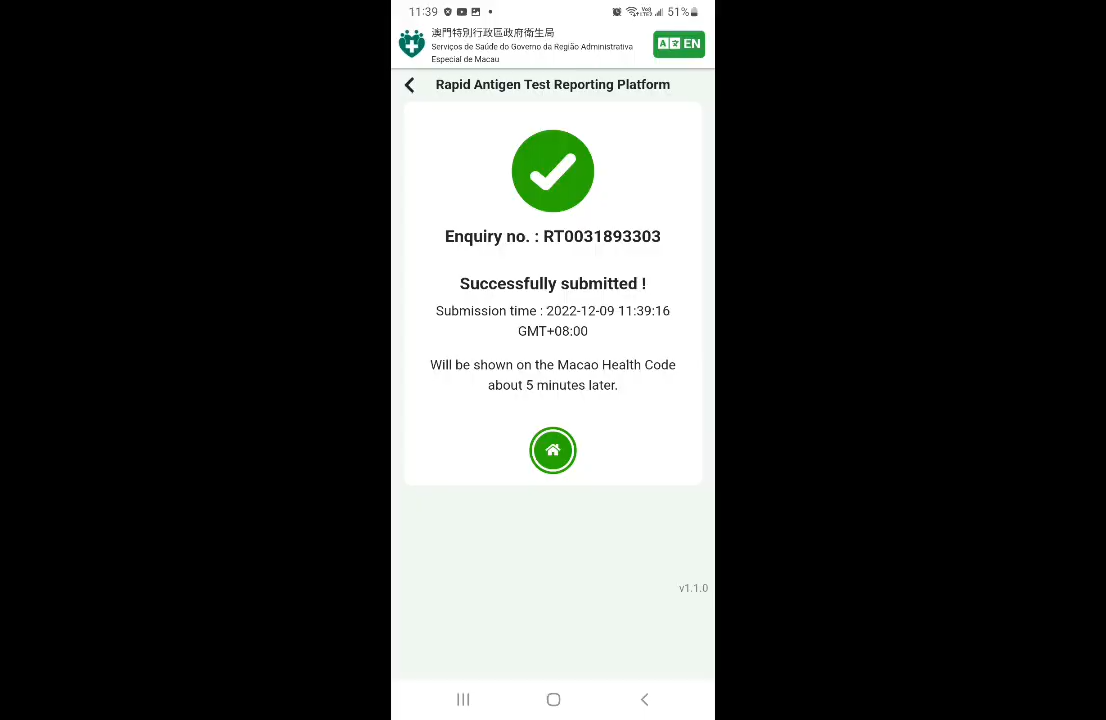 11:39 51%
澳門特別行政區政府衛生局
Serviços de Saúde do Governo da Região Administrativa
Especial de Macau
EN
Rapid Antigen Test Reporting Platform
Enquiry no. : RT0031893303
Successfully submitted !
Submission time : 2022-12-09 11:39:16
GMT+08:00
Will be shown on the Macao Health Code
about 5 minutes later.
v1.1.0